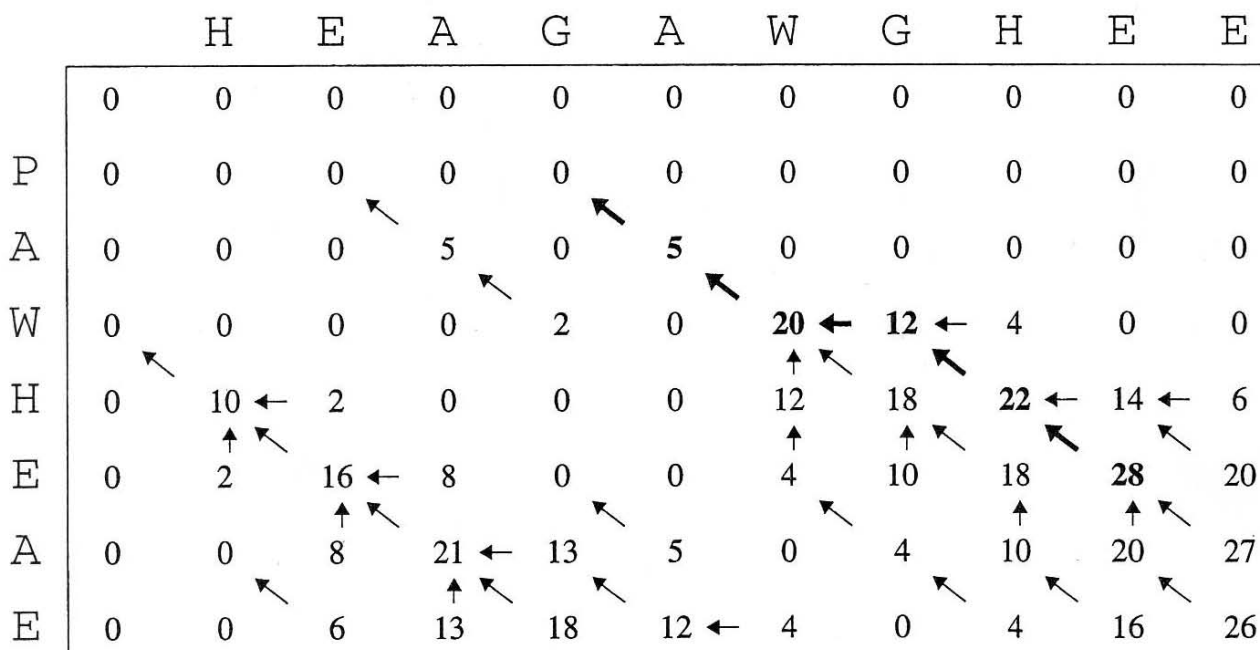 H E A G A W G H E E
0 0 0 0 0 0 0 0 0 0 0
P 0 0 0 0 0 0 0 0 0 0 0
A 0 0 0 5 0 5 0 0 0 0 0
W 0 0 0 0 2 0 20 12 4 0 0
H 0 10 2 0 0 0 12 18 22 14 6
E 0 2 16 8 0 0 4 10 18 28 20
A 0 0 8 21 13 5 0 4 10 20 27
E 0 0 6 13 18 12 4 0 4 16 26